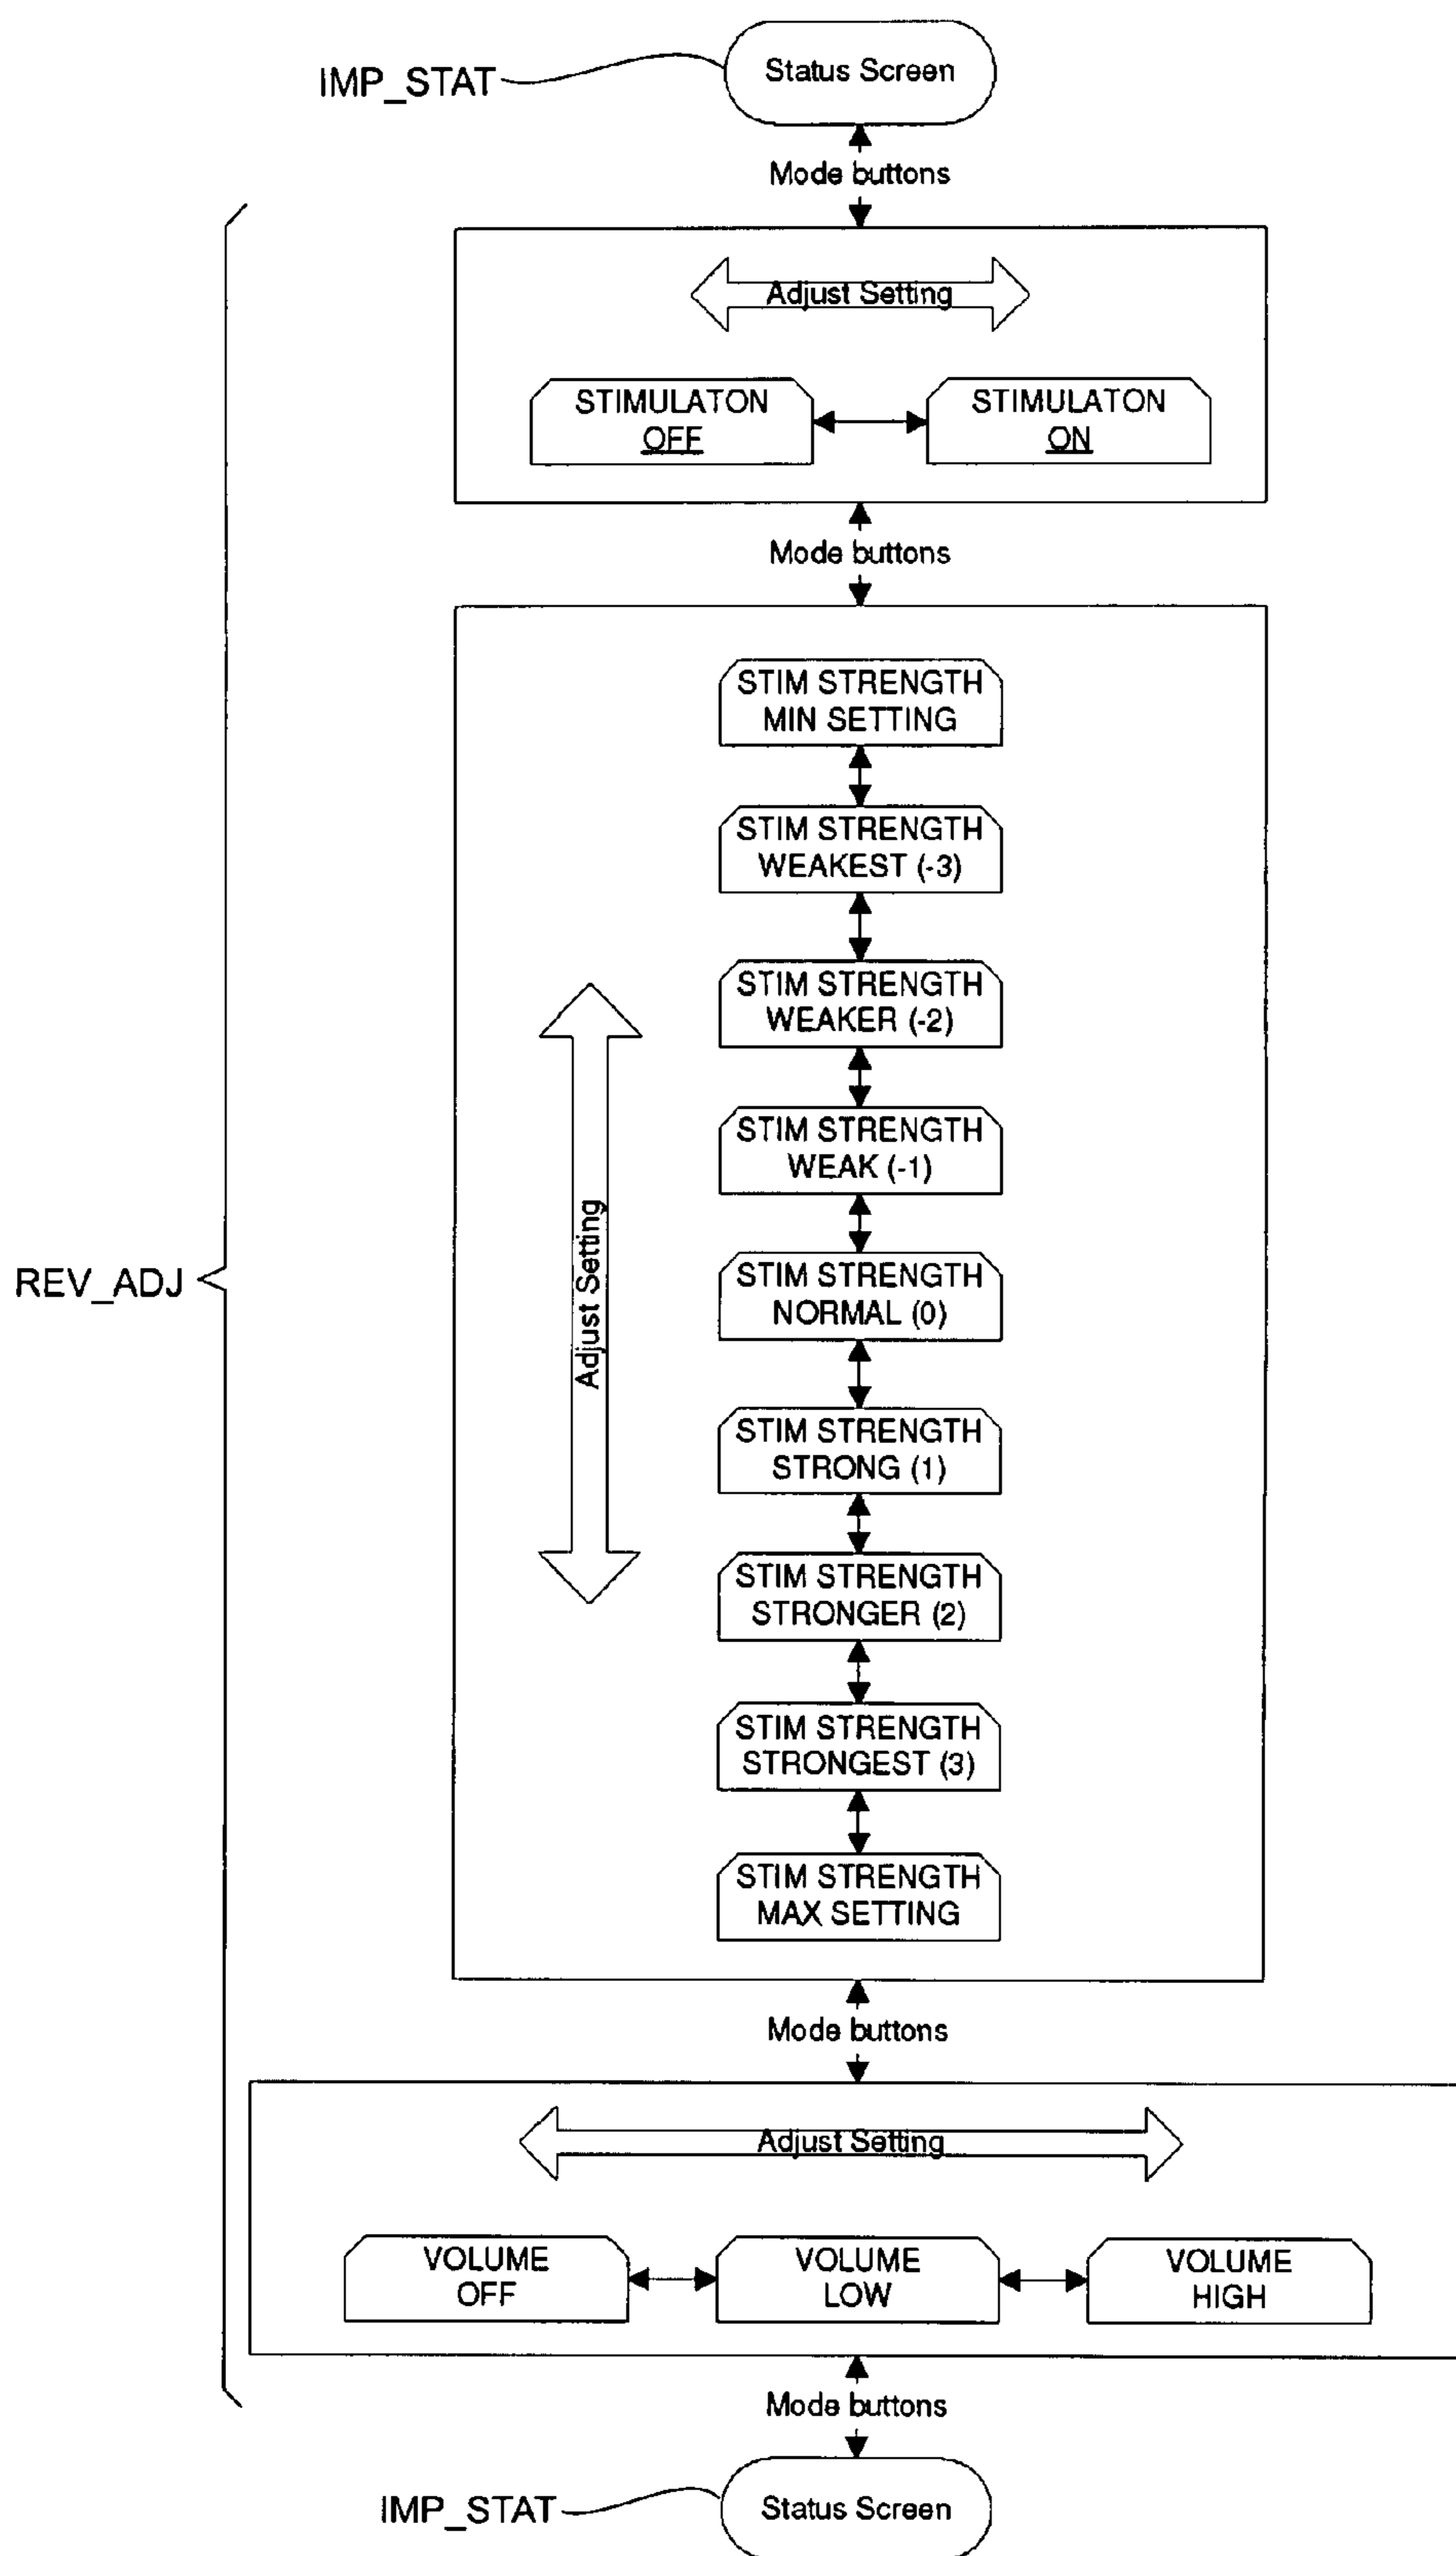 IMP_STAT
Status Screen
Mode buttons
Adjust Setting
STIMULATON
OFF
STIMULATON
ON
Mode buttons
STIM STRENGTH
MIN SETTING
STIM STRENGTH
WEAKEST (-3)
STIM STRENGTH
WEAKER (-2)
STIM STRENGTH
WEAK (-1)
REV_ADJ
Adjust Setting
STIM STRENGTH
NORMAL (0)
STIM STRENGTH
STRONG (1)
STIM STRENGTH
STRONGER (2)
STIM STRENGTH
STRONGEST (3)
STIM STRENGTH
MAX SETTING
Mode buttons
Adjust Setting
VOLUME
OFF
VOLUME
LOW
VOLUME
HIGH
Mode buttons
IMP_STAT
Status Screen